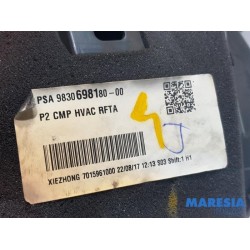 PSA 9830698180-00
P2 CMP HVAC RFTA
XIEZHONG 7015961000 22/08/17 12:13 S03 Shift:1 H1
MARESIA